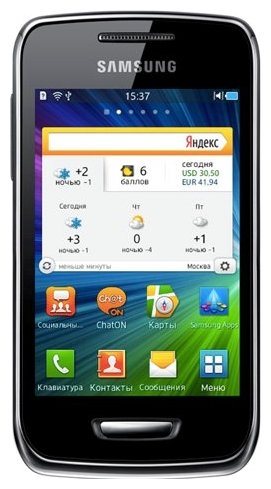 SAMSUNG
15:37
Яндекс
+2
ночью -1
6
баллов
сегодня
USD 30,50
EUR 41,94
Сегодня
Чт
Пт
+3
0
+1
ночью -1
ночью -4
ночью -1
меньше минуты
Москва
Ch@t
ON
Социальны...
ChatON
Карты
Samsung Apps
Клавиатура
Контакты
Сообщения
Меню